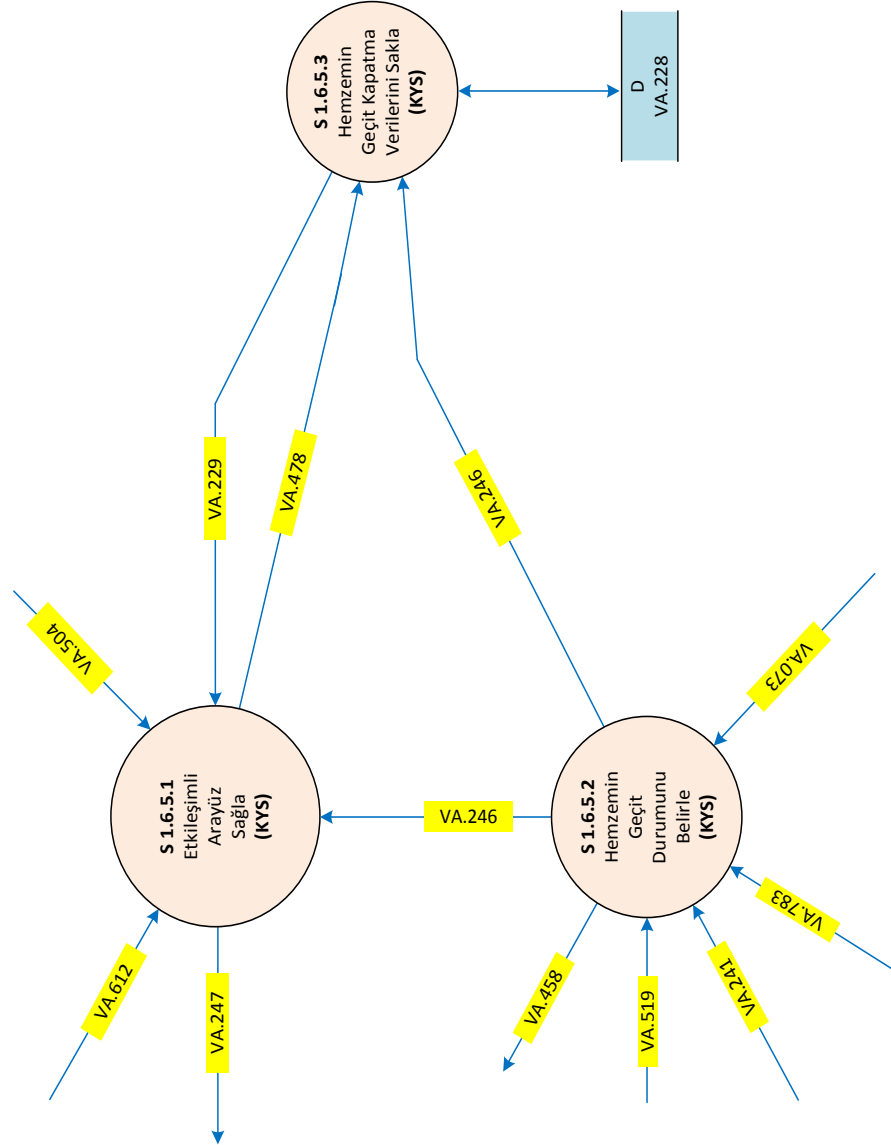 S 1.6.5.3
Hemzemin
Geçit Kapatma
Verilerini Sakla
(KYS)
D
VA.228
VA.229
VA.478
VA.246
VA.504
S 1.6.5.1
Etkileşimli
Arayüz
Sağla
(KYS)
VA.612
VA.247
VA.246
VA.073
S 1.6.5.2
Hemzemin
Geçit
Durumunu
Belirle
(KYS)
VA.458
VA.519
VA.241
VA.783